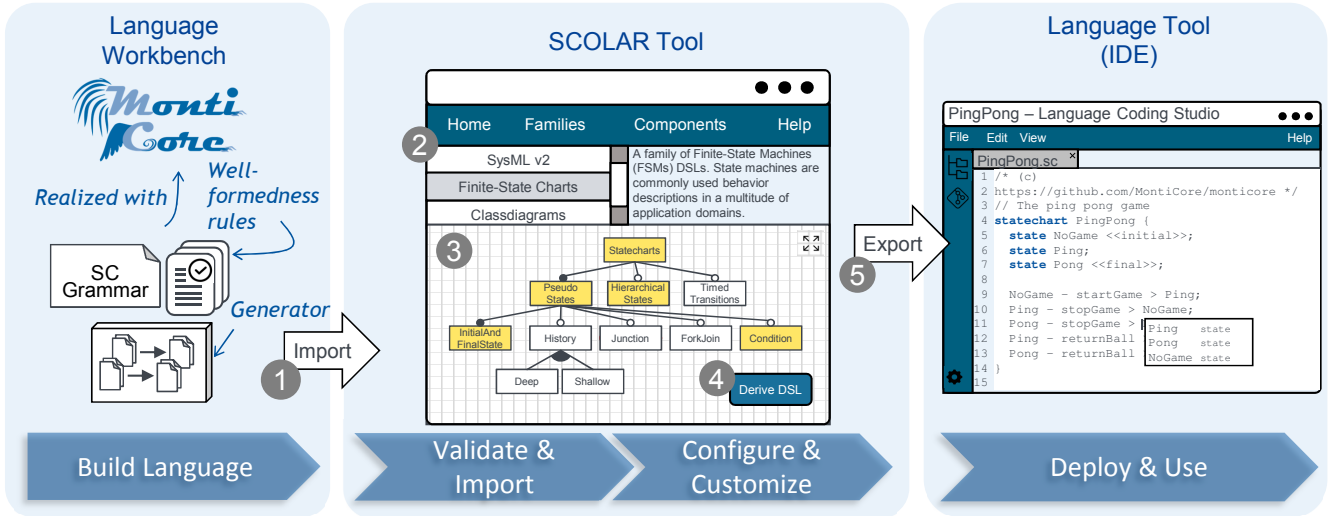 Language
Workbench
Monti
Core
Realized with
Well-
formedness
rules
SC
Grammar
Generator
1
Import
Build Language
SCOLAR Tool
Home Families Components Help
2
SysML v2
Finite-State Charts
Classdiagrams
A family of Finite-State Machines
(FSMs) DSLs. State machines are
commonly used behavior
descriptions in a multitude of
application domains.
3
Statecharts
Pseudo
States
Hierarchical
States
Timed
Transitions
InitialAnd
FinalState
History
Junction
ForkJoin
Condition
Deep
Shallow
4
Derive DSL
Validate &
Import
Configure &
Customize
Export
5
Language Tool
(IDE)
PingPong – Language Coding Studio
File Edit View Help
PingPong.sc ×
1 /* (c)
2 https://github.com/MontiCore/monticore */
3 // The ping pong game
4 statechart PingPong {
5 state NoGame <<initial>>;
6 state Ping;
7 state Pong <<final>>;
8
9 NoGame – startGame > Ping;
10 Ping – stopGame > NoGame;
11 Pong – stopGame >
12 Ping – returnBall
13 Pong – returnBall
14 }
15
Ping state
Pong state
NoGame state
Deploy & Use